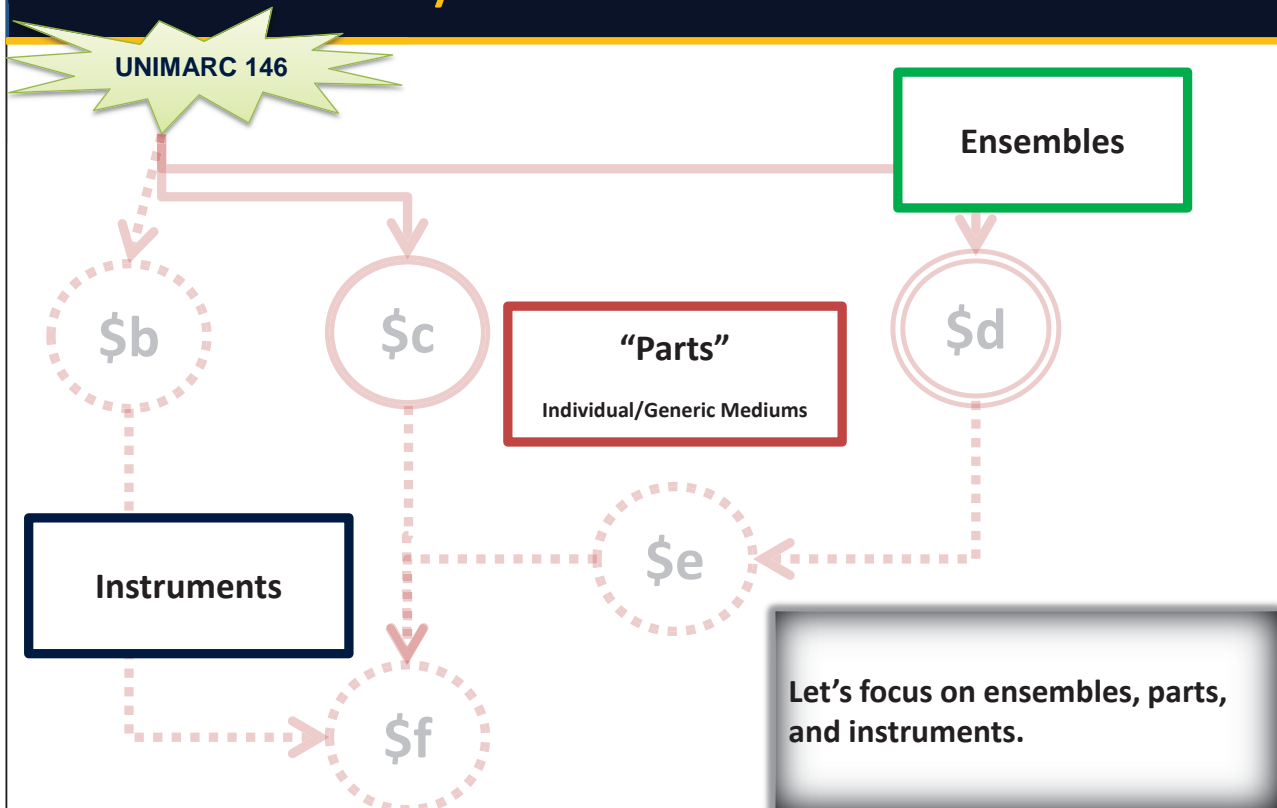 UNIMARC 146
Ensembles
$b
$c
“Parts”
Individual/Generic Mediums
$d
Instruments
$e
$f
Let’s focus on ensembles, parts,
and instruments.